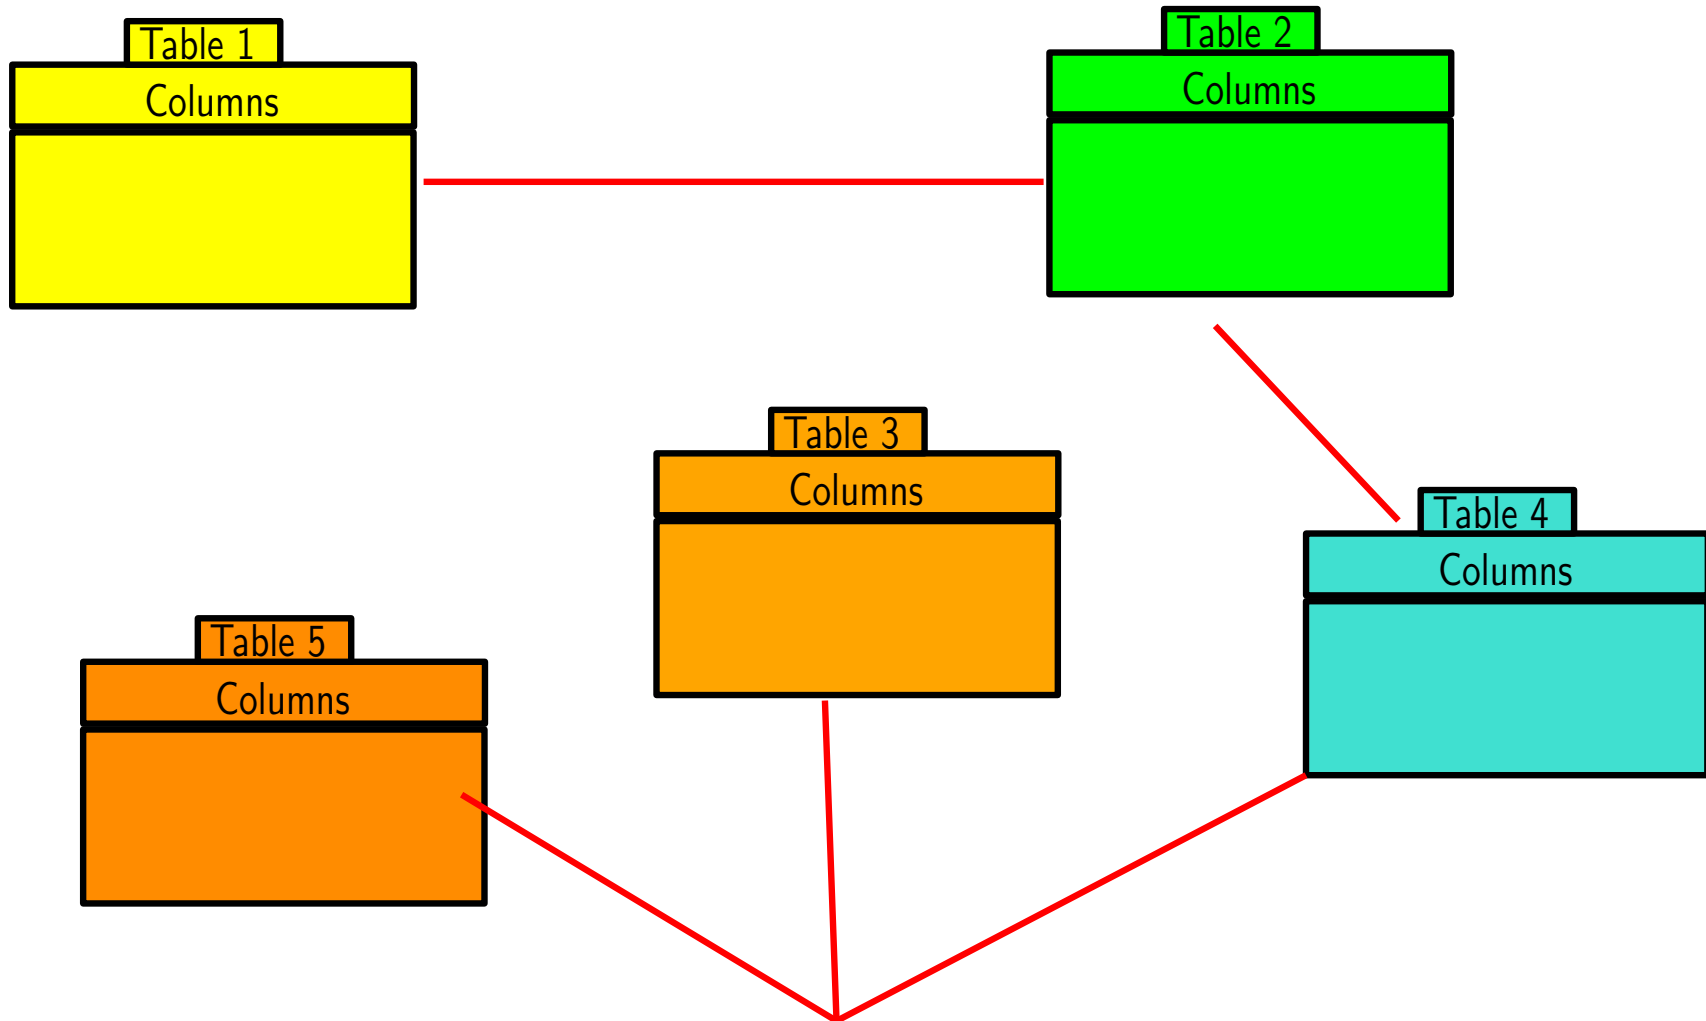 Table 1
Columns
Table 2
Columns
Table 3
Columns
Table 4
Columns
Table 5
Columns